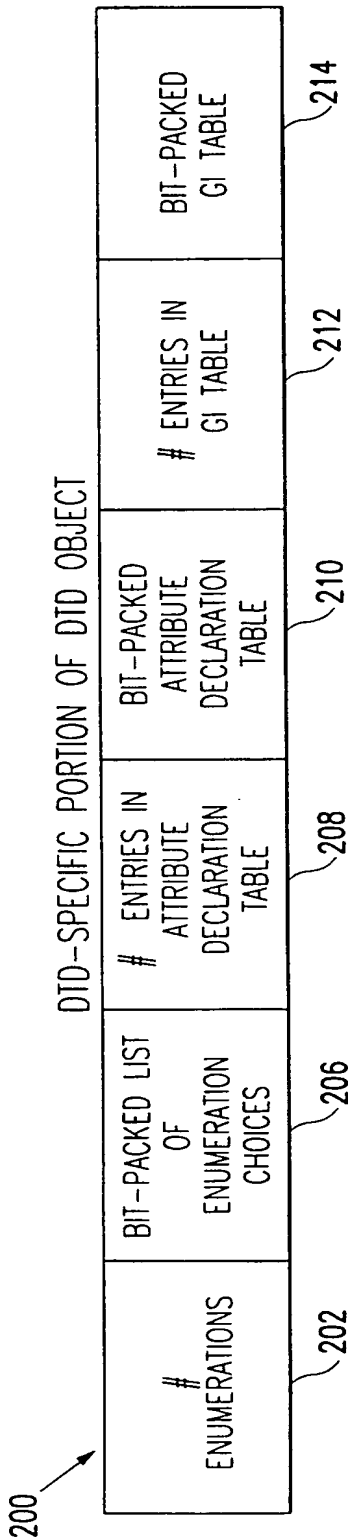 200
DTD-SPECIFIC PORTION OF DTD OBJECT
#
ENUMERATIONS
BIT-PACKED LIST
OF
ENUMERATION
CHOICES
# ENTRIES IN
ATTRIBUTE
DECLARATION
TABLE
BIT-PACKED
ATTRIBUTE
DECLARATION
TABLE
# ENTRIES IN
GI TABLE
BIT-PACKED
GI TABLE
202
206
208
210
212
214